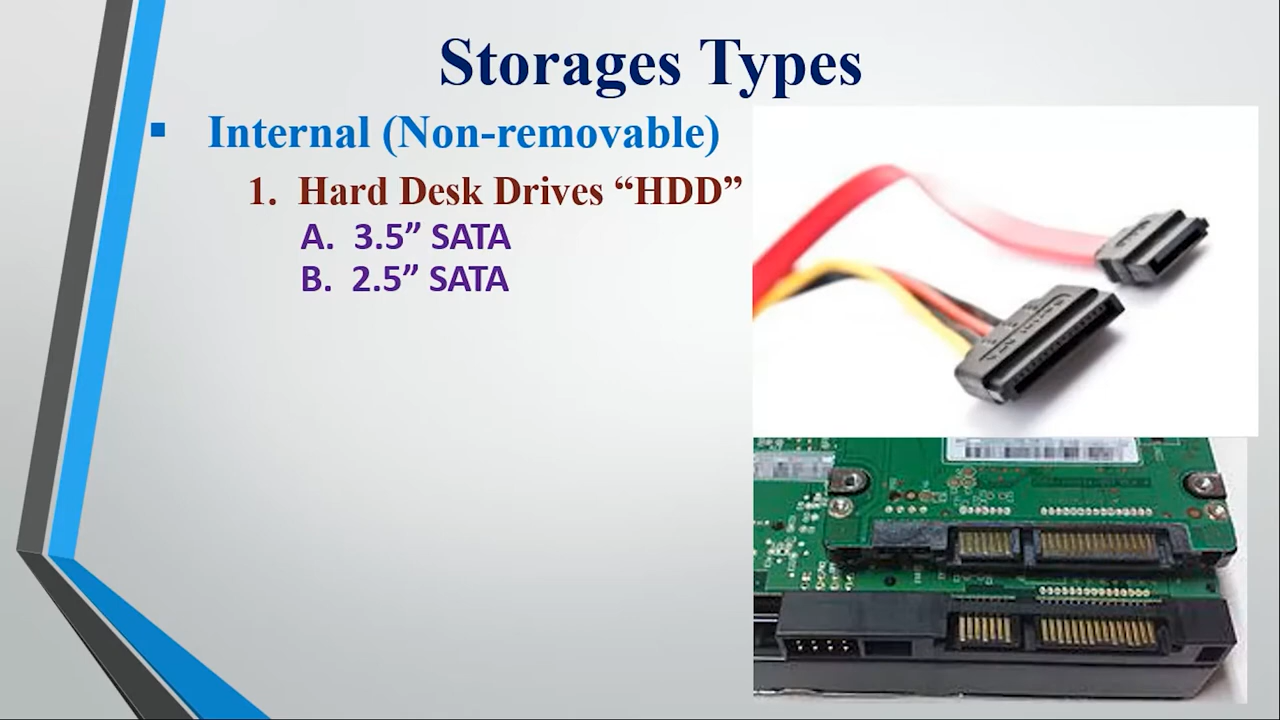 Storages Types
▪ Internal (Non-removable)
1. Hard Desk Drives “HDD”
A. 3.5” SATA
B. 2.5” SATA